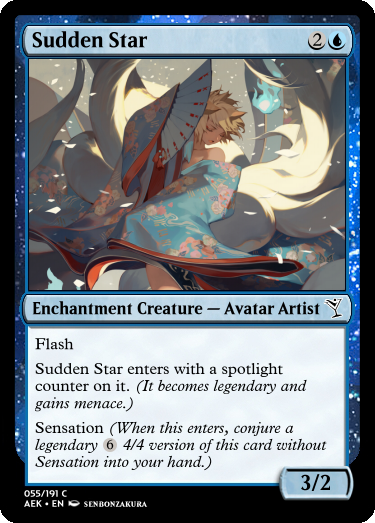 Sudden Star 2
Enchantment Creature — Avatar Artist
Flash
Sudden Star enters with a spotlight
counter on it. (It becomes legendary and
gains menace.)
Sensation (When this enters, conjure a
legendary 6 4/4 version of this card without
Sensation into your hand.)
3/2
055/191 C
AEK • EN SENBONZAKURA